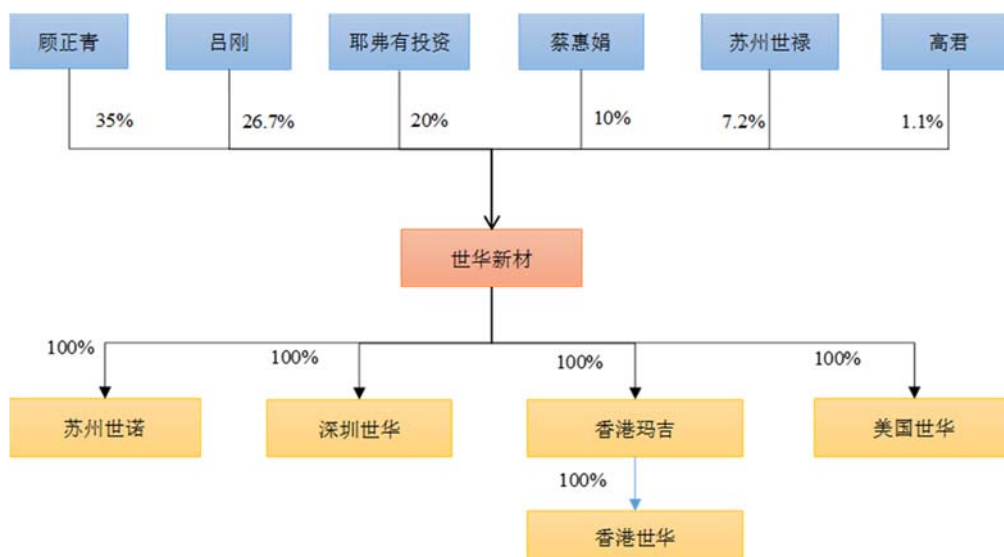 顾正青
吕刚
耶弗有投资
蔡惠娟
苏州世禄
高君
35%
26.7%
20%
10%
7.2%
1.1%
世华新材
100%
100%
100%
100%
苏州世诺
深圳世华
香港玛吉
美国世华
100%
香港世华